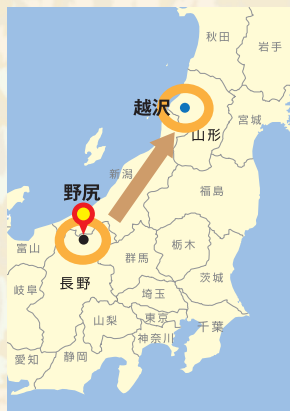 秋田
岩手
越沢
宮城
山形
新潟
野尻
福島
富山
群馬
栃木
長野
茨城
岐阜
埼玉
山梨
東京
千葉
神奈川
愛知
静岡